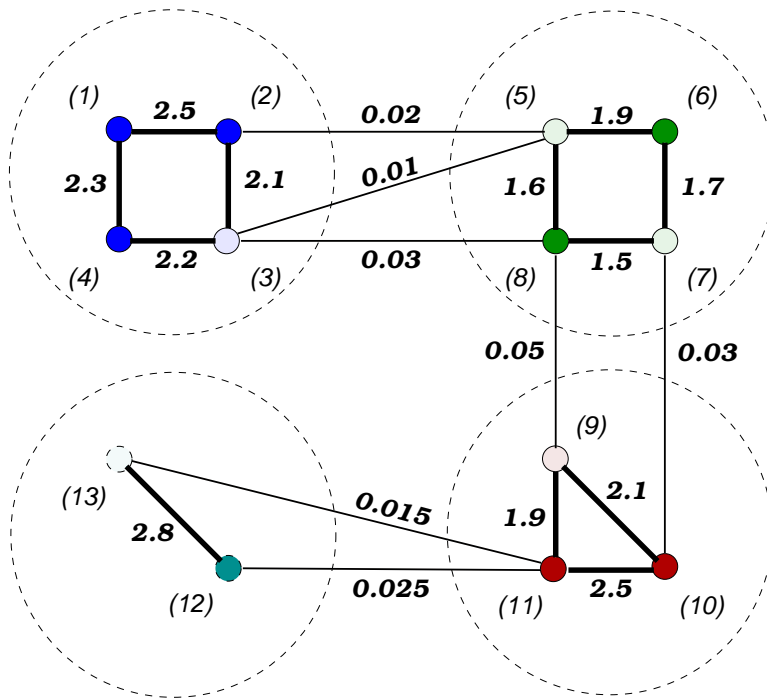 (1) 2.5 (2) 0.02 (5) 1.9 (6)
2.3 2.1 0.01 1.6 1.7
(4) 2.2 (3) 0.03 (8) 1.5 (7)
0.05 0.03
(9)
(13) 2.8 0.015 1.9 2.1
(12) 0.025 (11) 2.5 (10)